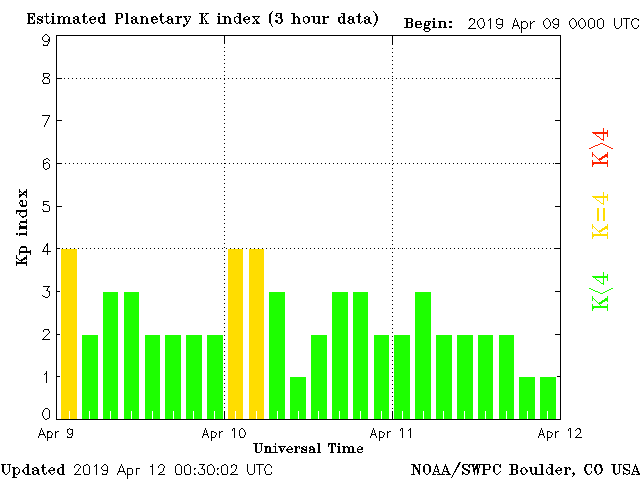 Estimated Planetary K index (3 hour data)
Begin: 2019 Apr 09 0000 UTC
9
8
7
6
5
4
3
2
1
0
Kp index
K>4
K=4
K<4
Apr 9
Apr 10
Apr 11
Apr 12
Universal Time
Updated 2019 Apr 12 00:30:02 UTC
NOAA/SWPC Boulder, CO USA